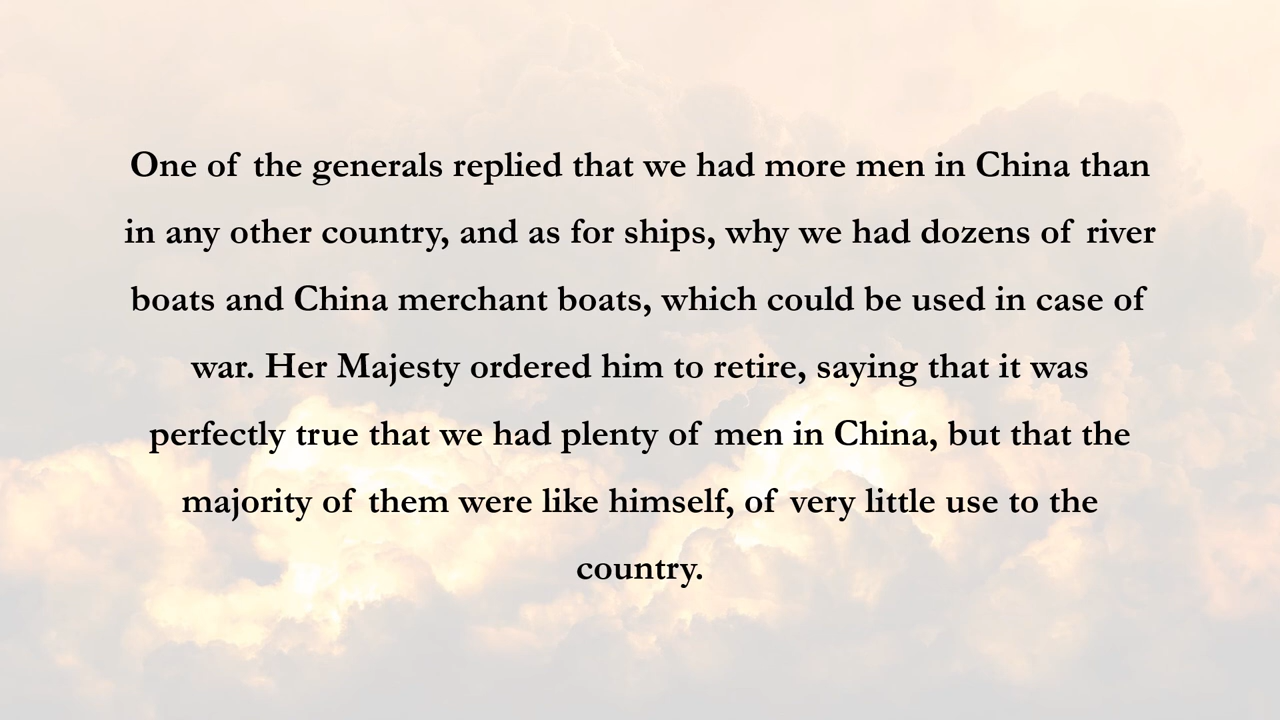 One of the generals replied that we had more men in China than
in any other country, and as for ships, why we had dozens of river
boats and China merchant boats, which could be used in case of
war. Her Majesty ordered him to retire, saying that it was
perfectly true that we had plenty of men in China, but that the
majority of them were like himself, of very little use to the
country.